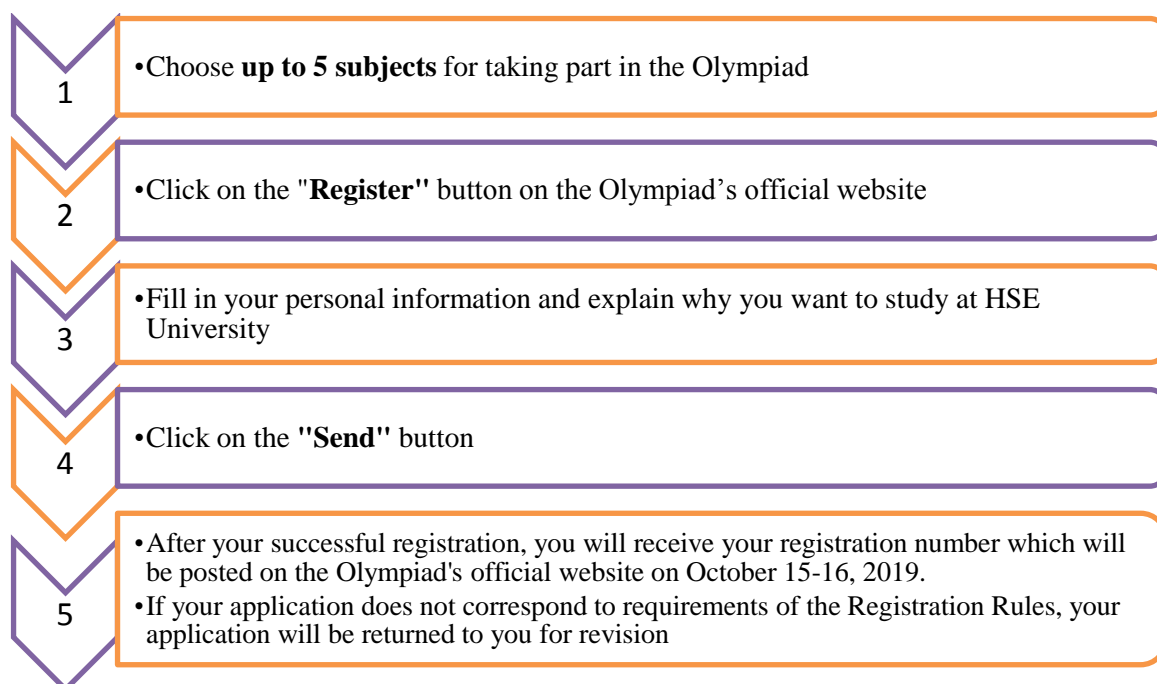 1
•Choose up to 5 subjects for taking part in the Olympiad
2
•Click on the "Register" button on the Olympiad’s official website
3
•Fill in your personal information and explain why you want to study at HSE
University
4
•Click on the "Send" button
5
•After your successful registration, you will receive your registration number which will
be posted on the Olympiad's official website on October 15-16, 2019.
•If your application does not correspond to requirements of the Registration Rules, your
application will be returned to you for revision